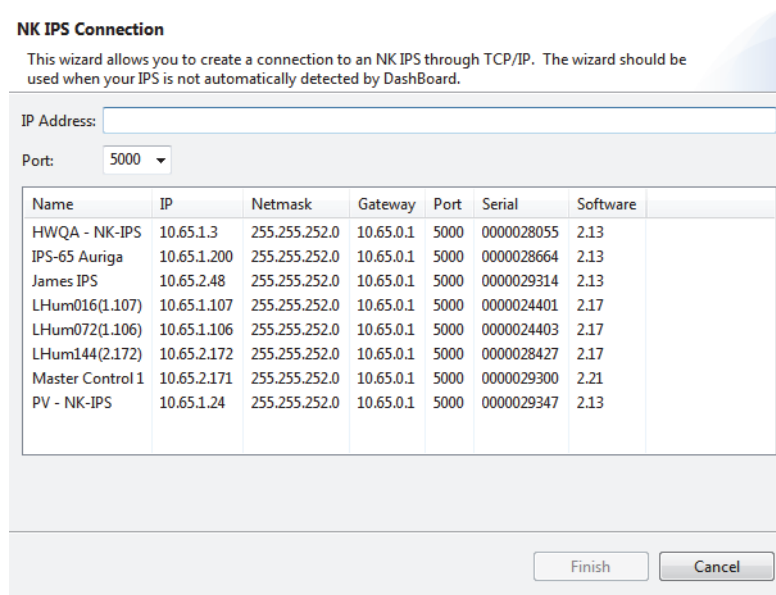 NK IPS Connection
This wizard allows you to create a connection to an NK IPS through TCP/IP. The wizard should be
used when your IPS is not automatically detected by DashBoard.
IP Address:
Port: 5000
Name IP Netmask Gateway Port Serial Software
HWQA - NK-IPS 10.65.1.3 255.255.252.0 10.65.0.1 5000 0000028055 2.13
IPS-65 Auriga 10.65.1.200 255.255.252.0 10.65.0.1 5000 0000028664 2.13
James IPS 10.65.2.48 255.255.252.0 10.65.0.1 5000 0000029314 2.13
LHum016(1.107) 10.65.1.107 255.255.252.0 10.65.0.1 5000 0000024401 2.17
LHum072(1.106) 10.65.1.106 255.255.252.0 10.65.0.1 5000 0000024403 2.17
LHum144(2.172) 10.65.2.172 255.255.252.0 10.65.0.1 5000 0000028427 2.17
Master Control 1 10.65.2.171 255.255.252.0 10.65.0.1 5000 0000029300 2.21
PV - NK-IPS 10.65.1.24 255.255.252.0 10.65.0.1 5000 0000029347 2.13
Finish Cancel